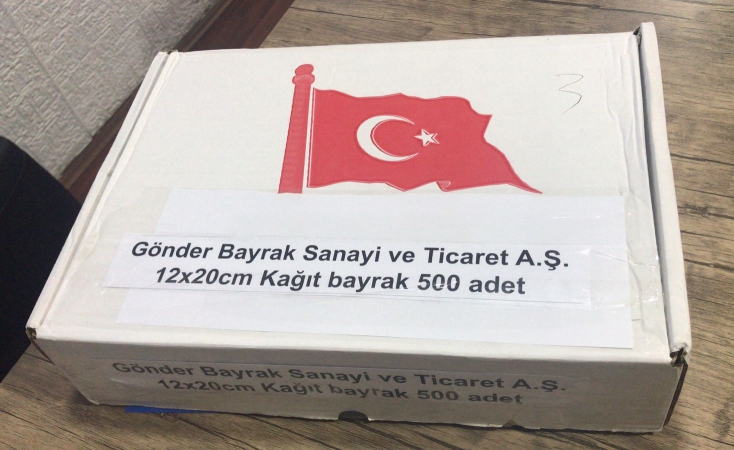 3
Gönder Bayrak Sanayi ve Ticaret A.Ş.
12x20cm Kağıt bayrak 500 adet
Gönder Bayrak Sanayi ve Ticaret A.Ş.
12x20cm Kağıt bayrak 500 adet